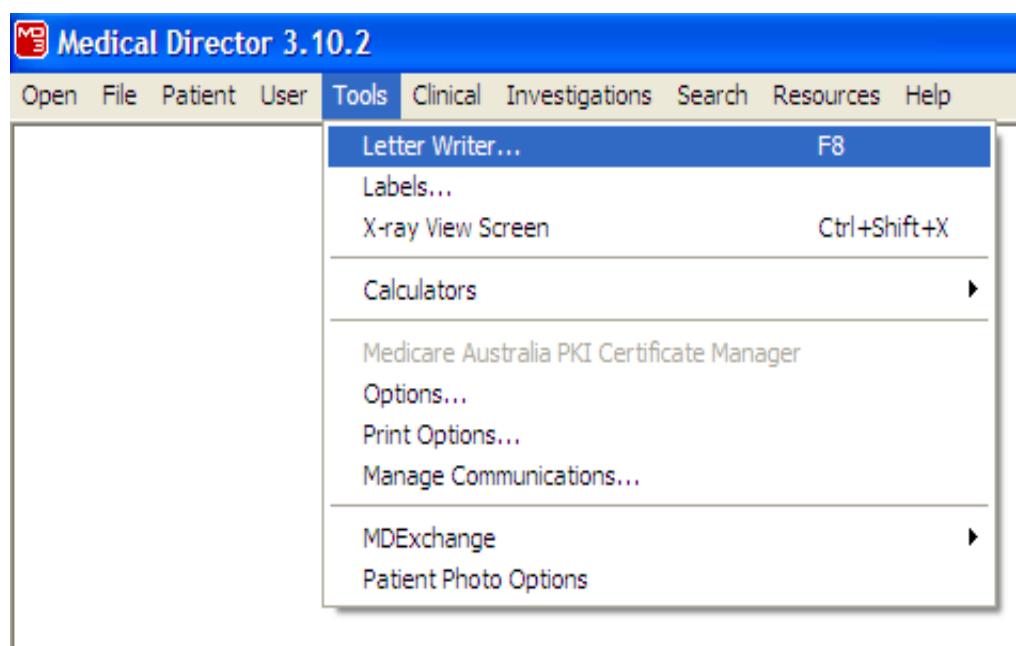 Medical Director 3.10.2
Open File Patient User Tools Clinical Investigations Search Resources Help
Letter Writer... F8
Labels...
X-ray View Screen Ctrl+Shift+X
Calculators
Medicare Australia PKI Certificate Manager
Options...
Print Options...
Manage Communications...
MDExchange
Patient Photo Options